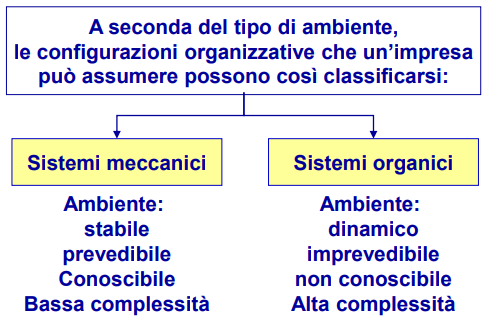 A seconda del tipo di ambiente,
le configurazioni organizzative che un'impresa
può assumere possono così classificarsi:
Sistemi meccanici
Sistemi organici
Ambiente:
stabile
prevedibile
Conoscibile
Bassa complessità
Ambiente:
dinamico
imprevedibile
non conoscibile
Alta complessità